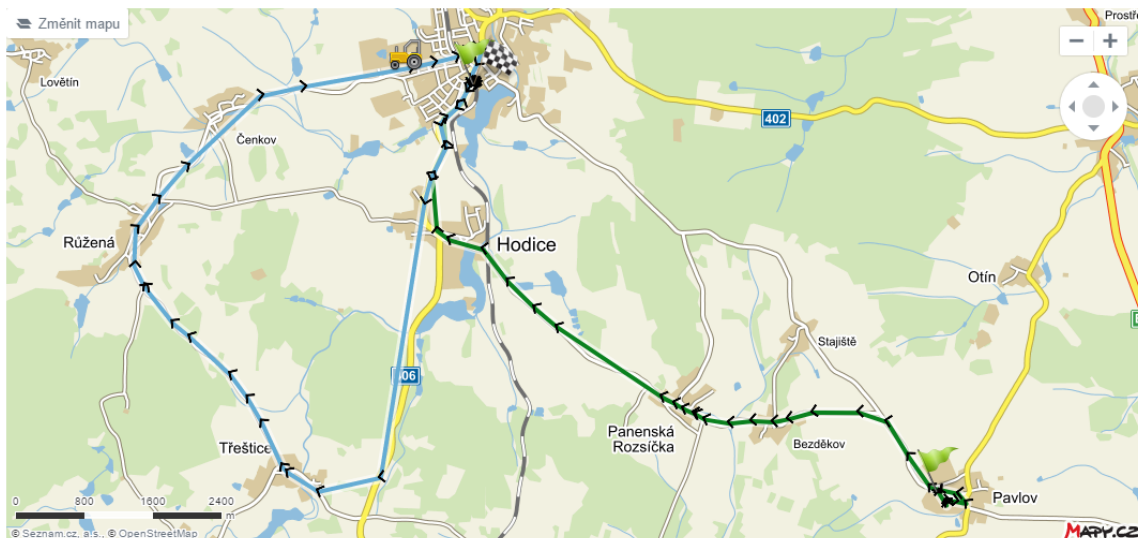 Změnit mapu
Prostř
Lovětín
Čenkov
402
Růžená
Hodice
Otín
D
Stajiště
406
Panenská
Rozsíčka
Bezděkov
Třeštice
Pavlov
0 800 1600 2400
m
© Seznam.cz, a.s., © OpenStreetMap
MAPY.CZ